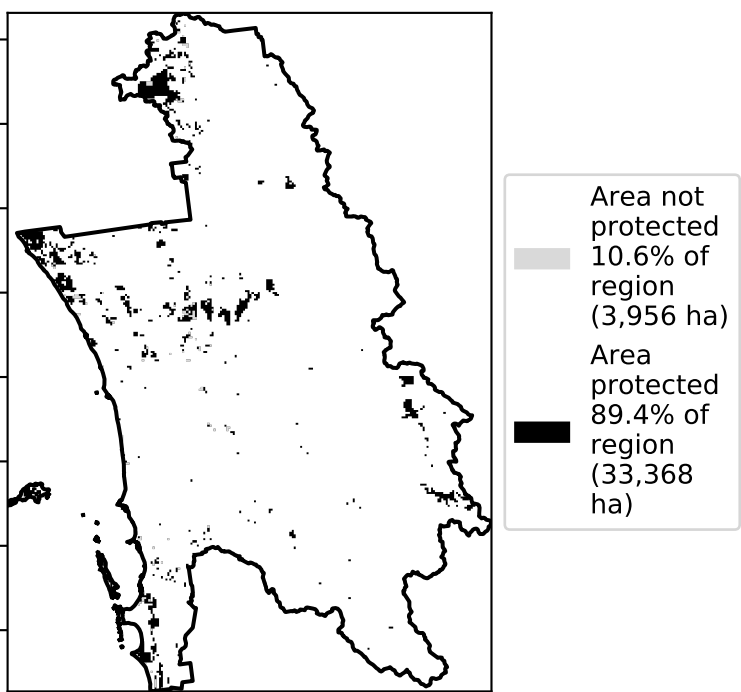 Area not
protected
10.6% of
region
(3,956 ha)
Area
protected
89.4% of
region
(33,368
ha)